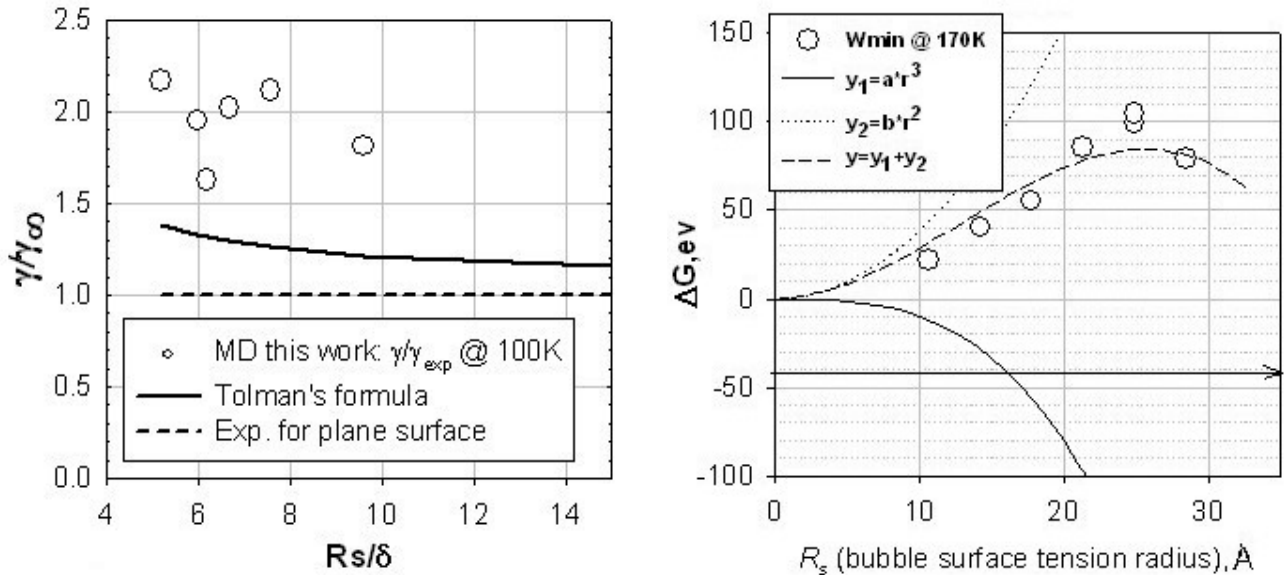 2.5
2.0
1.5
1.0
0.5
0.0
γ/γ∞
MD this work: γ/γexp @ 100K
Tolman's formula
Exp. for plane surface
4
6
8
10
12
14
Rs/δ
150
100
50
0
-50
-100
ΔG,ev
Wmin @ 170K
y1=a*r^3
y2=b*r^2
y=y1+y2
0
10
20
30
Rs (bubble surface tension radius), Å